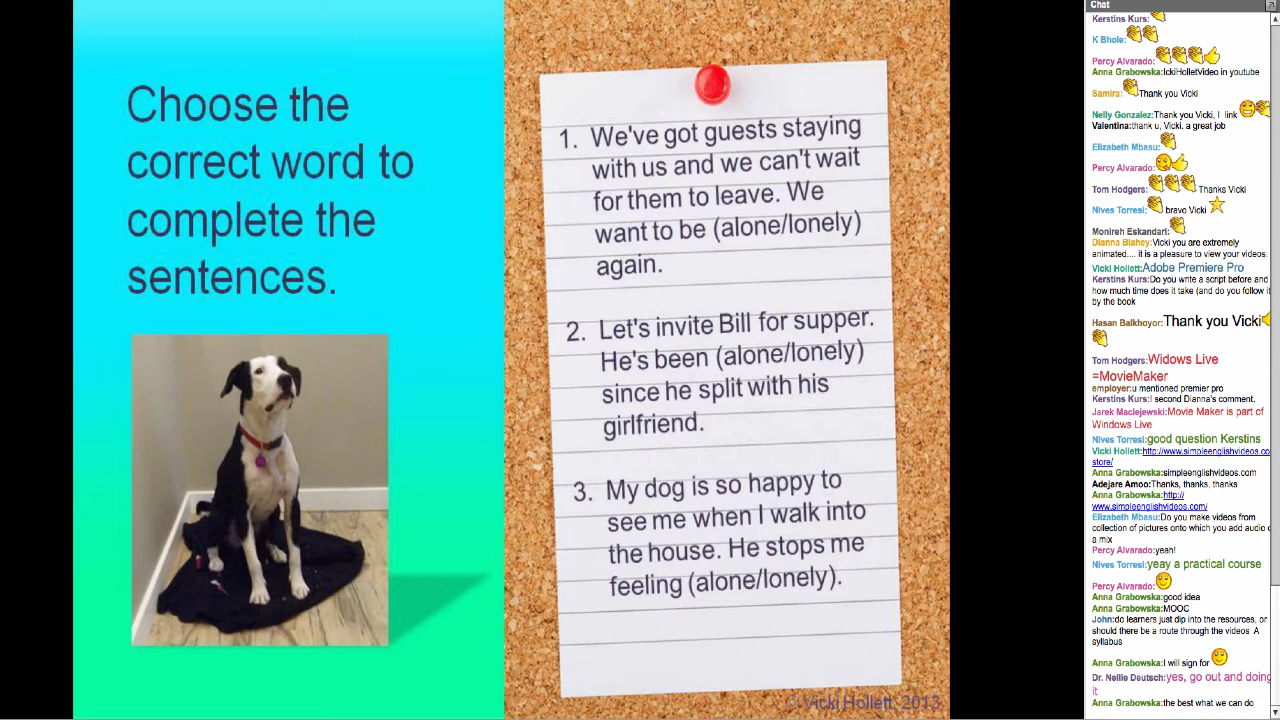 Choose the
correct word to
complete the
sentences.
1. We've got guests staying
with us and we can't wait
for them to leave. We
want to be (alone/lonely)
again.
2. Let's invite Bill for supper.
He's been (alone/lonely)
since he split with his
girlfriend.
3. My dog is so happy to
see me when I walk into
the house. He stops me
feeling (alone/lonely).
© Vicki Hollett, 2013
Chat
Kerstins Kurs:
K Bhole:
Percy Alvarado:
Anna Grabowska:IckiHolletVideo in youtube
Samira: Thank you Vicki
Nelly Gonzalez:Thank you Vicki, I link
Valentina:thank u, Vicki. a great job
Elizabeth Mbasu:
Percy Alvarado:
Tom Hodgers: Thanks Vicki
Nives Torresi: bravo Vicki
Monireh Eskandari:
Dianna Blahey:Vicki you are extremely
animated.... it is a pleasure to view your videos.
Vicki Hollett:Adobe Premiere Pro
Kerstins Kurs:Do you write a script before and
how much time does it take (and do you follow it
by the book
Hasan Balkhoyor:Thank you Vicki
Tom Hodgers:Widows Live
=MovieMaker
employer:u mentioned premier pro
Kerstins Kurs:I second Dianna's comment.
Jarek Maciejewski:Movie Maker is part of
Windows Live
Nives Torresi:good question Kerstins
Vicki Hollett:http://www.simpleenglishvideos.co
store/
Anna Grabowska:simpleenglishvideos.com
Adejare Amoo:Thanks, thanks, thanks
Anna Grabowska:http://
www.simpleenglishvideos.com/
Elizabeth Mbasu:Do you make videos from
collection of pictures onto which you add audio o
a mix
Percy Alvarado:yeah!
Nives Torresi:yeay a practical course
Percy Alvarado:
Anna Grabowska:good idea
Anna Grabowska:MOOC
John:do learners just dip into the resources, or
should there be a route through the videos A
syllabus
Anna Grabowska:I will sign for
Dr. Nellie Deutsch:yes, go out and doing
it
Anna Grabowska:the best what we can do